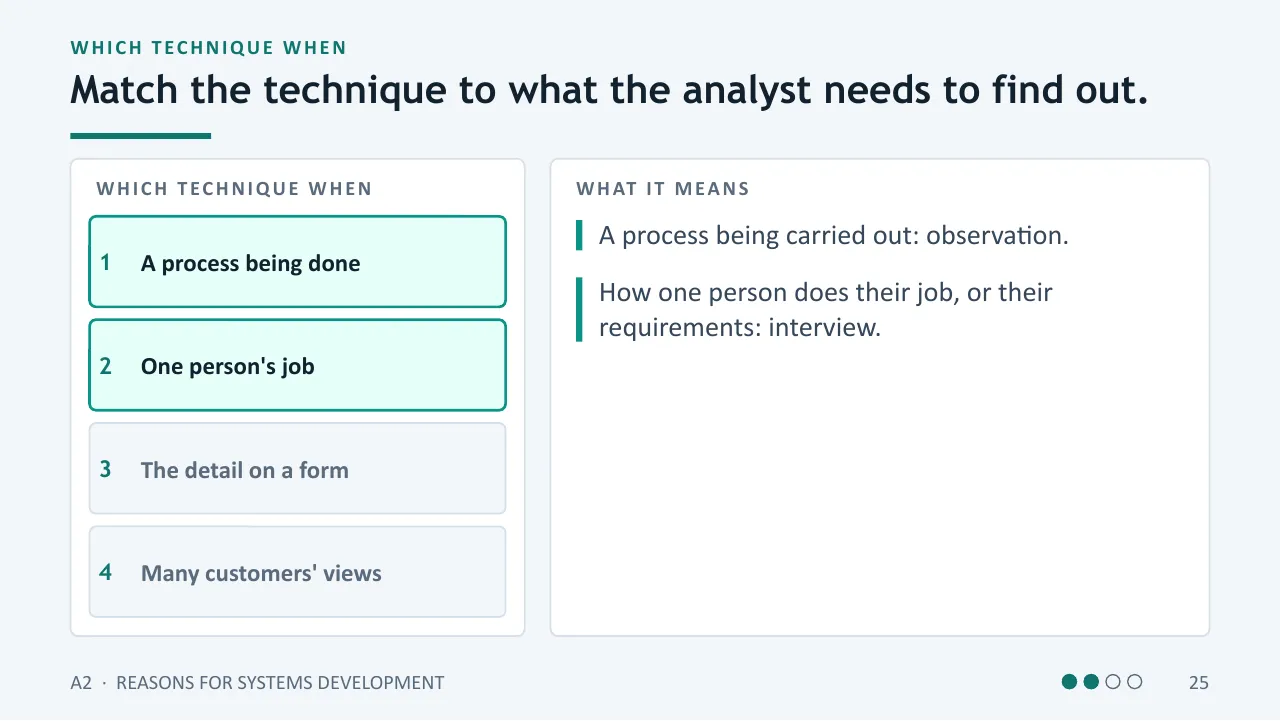 WHICH TECHNIQUE WHEN
Match the technique to what the analyst needs to find out.
WHICH TECHNIQUE WHEN
1 A process being done
2 One person's job
3 The detail on a form
4 Many customers' views
WHAT IT MEANS
A process being carried out: observation.
How one person does their job, or their
requirements: interview.
A2 · REASONS FOR SYSTEMS DEVELOPMENT
25